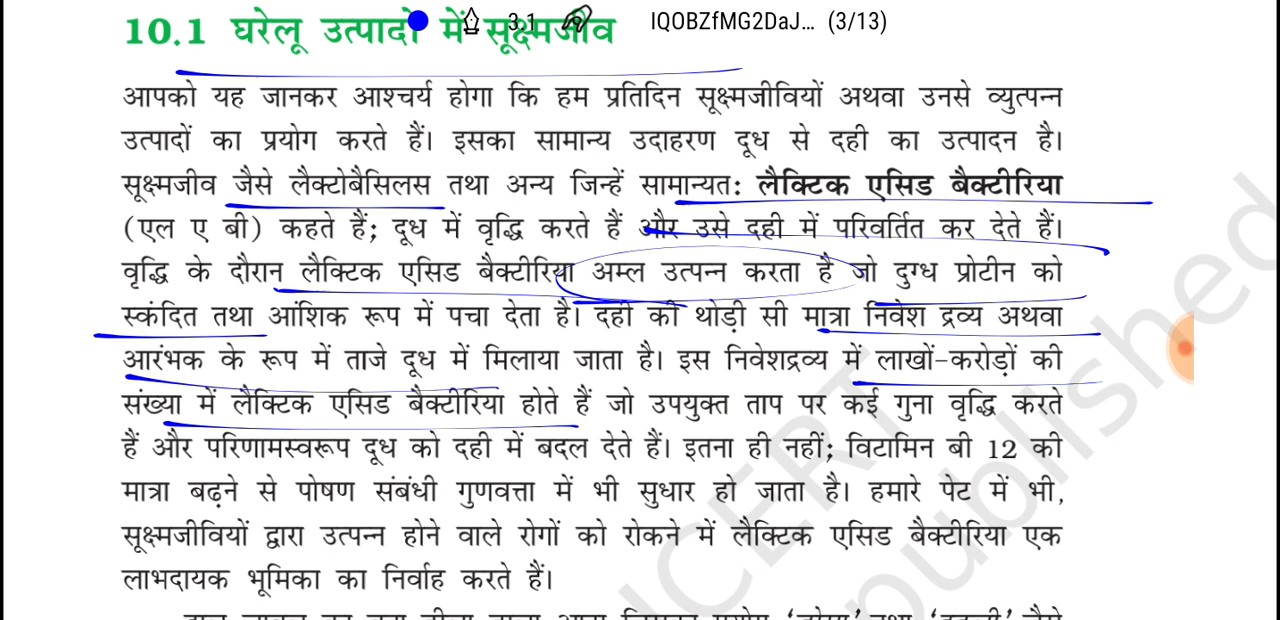 10.1 घरेलू उत्पादों में सूक्ष्मजीव
3.1
IQOBZfMG2DaJ... (3/13)
आपको यह जानकर आश्चर्य होगा कि हम प्रतिदिन सूक्ष्मजीवियों अथवा उनसे व्युत्पन्न
उत्पादों का प्रयोग करते हैं। इसका सामान्य उदाहरण दूध से दही का उत्पादन है।
सूक्ष्मजीव जैसे लैक्टोबैसिलस तथा अन्य जिन्हें सामान्यत: लैक्टिक एसिड बैक्टीरिया
(एल ए बी) कहते हैं; दूध में वृद्धि करते हैं और उसे दही में परिवर्तित कर देते हैं।
वृद्धि के दौरान लैक्टिक एसिड बैक्टीरिया अम्ल उत्पन्न करता है जो दुग्ध प्रोटीन को
स्कंदित तथा आंशिक रूप में पचा देता है। दही की थोड़ी सी मात्रा निवेश द्रव्य अथवा
आरंभक के रूप में ताजे दूध में मिलाया जाता है। इस निवेशद्रव्य में लाखों-करोड़ों की
संख्या में लैक्टिक एसिड बैक्टीरिया होते हैं जो उपयुक्त ताप पर कई गुना वृद्धि करते
हैं और परिणामस्वरूप दूध को दही में बदल देते हैं। इतना ही नहीं; विटामिन बी 12 की
मात्रा बढ़ने से पोषण संबंधी गुणवत्ता में भी सुधार हो जाता है। हमारे पेट में भी,
सूक्ष्मजीवियों द्वारा उत्पन्न होने वाले रोगों को रोकने में लैक्टिक एसिड बैक्टीरिया एक
लाभदायक भूमिका का निर्वाह करते हैं।
NCERT
published